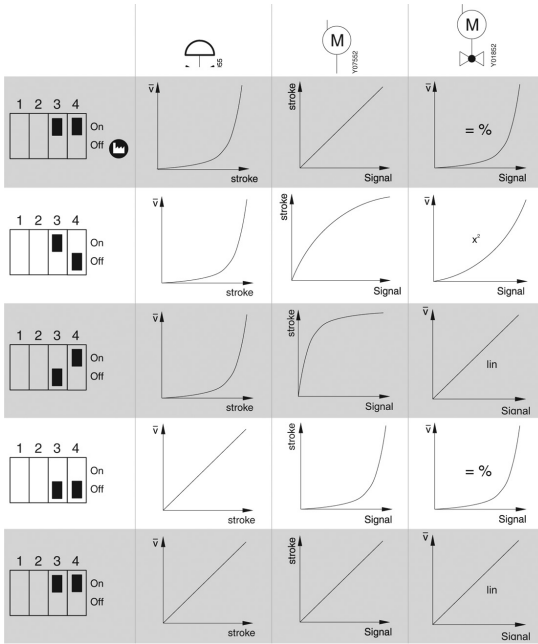 M
M
65
Y07552
Y01852
1 2 3 4
On
Off
v̄
stroke
stroke
Signal
v̄
= %
Signal
1 2 3 4
On
Off
v̄
stroke
stroke
Signal
v̄
x²
Signal
1 2 3 4
On
Off
v̄
stroke
stroke
Signal
v̄
lin
Signal
1 2 3 4
On
Off
v̄
stroke
stroke
Signal
v̄
= %
Signal
1 2 3 4
On
Off
v̄
stroke
stroke
Signal
v̄
lin
Signal